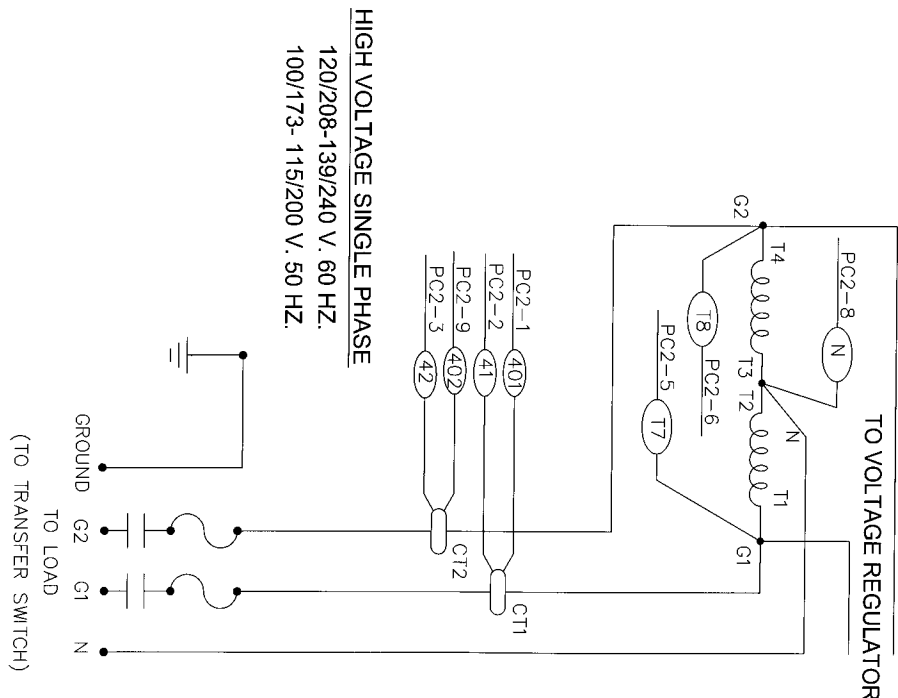 HIGH VOLTAGE SINGLE PHASE
120/208-139/240 V. 60 HZ.
100/173- 115/200 V. 50 HZ.
TO VOLTAGE REGULATOR
PC2-8
N
G2
T4
T3
T2
T1
G1
N
T8
PC2-6
PC2-5
T7
PC2-1
401
PC2-2
41
PC2-9
402
PC2-3
42
CT2
CT1
GROUND
G2
G1
N
TO LOAD
(TO TRANSFER SWITCH)